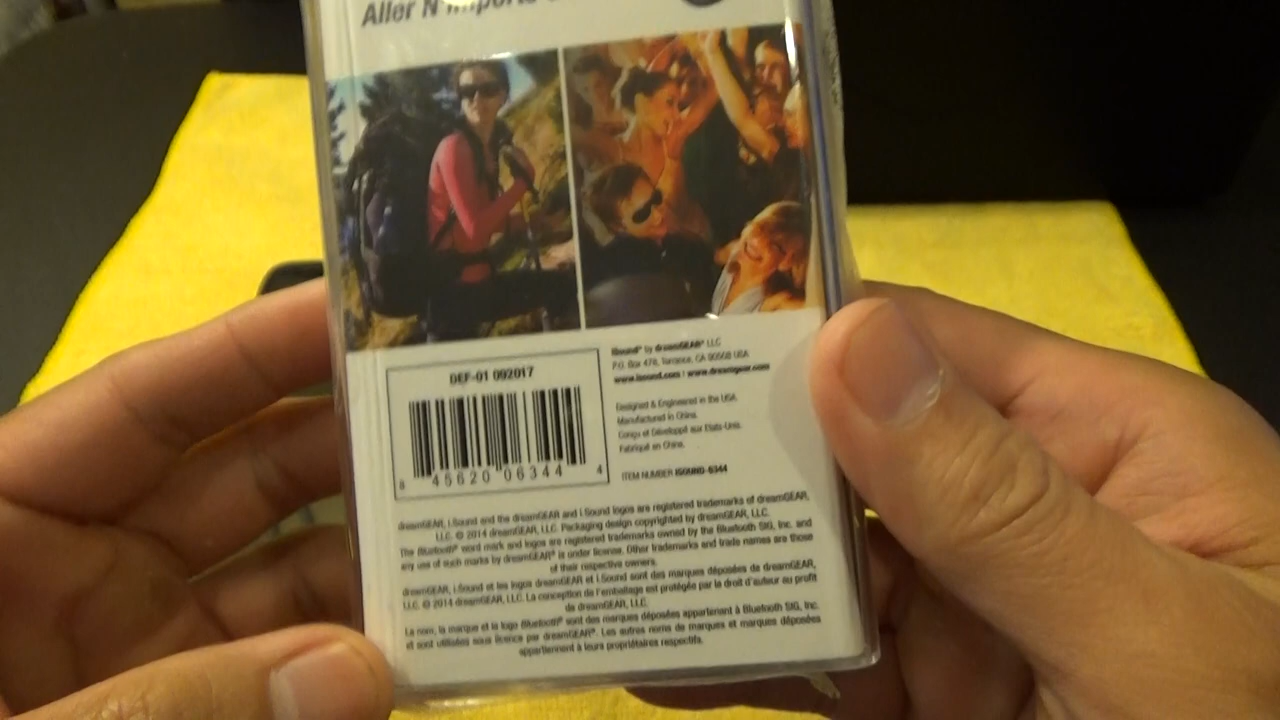 Aller N'importe
iSound® by dreamGEAR® LLC
P.O. Box 478, Torrance, CA 90508 USA
www.isound.com | www.dreamgear.com
DEF-01 092017
Designed & Engineered in the USA.
Manufactured in China.
Conçu et Développé aux Etats-Unis.
Fabriqué en Chine.
ITEM NUMBER ISOUND-6344
8 45620 06344 4
dreamGEAR, i.Sound and the dreamGEAR and i.Sound logos are registered trademarks of dreamGEAR,
LLC. © 2014 dreamGEAR, LLC. Packaging design copyrighted by dreamGEAR, LLC.
The Bluetooth® word mark and logos are registered trademarks owned by the Bluetooth SIG, Inc. and
any use of such marks by dreamGEAR® is under license. Other trademarks and trade names are those
of their respective owners.
dreamGEAR, i.Sound et les logos dreamGEAR et i.Sound sont des marques déposées de dreamGEAR,
LLC. © 2014 dreamGEAR, LLC. La conception de l'emballage est protégée par le droit d'auteur au profit
de dreamGEAR, LLC.
Le nom, la marque et le logo Bluetooth® sont des marques déposées appartenant à Bluetooth SIG, Inc.
et sont utilisées sous licence par dreamGEAR®. Les autres noms de marques et marques déposées
appartiennent à leurs propriétaires respectifs.